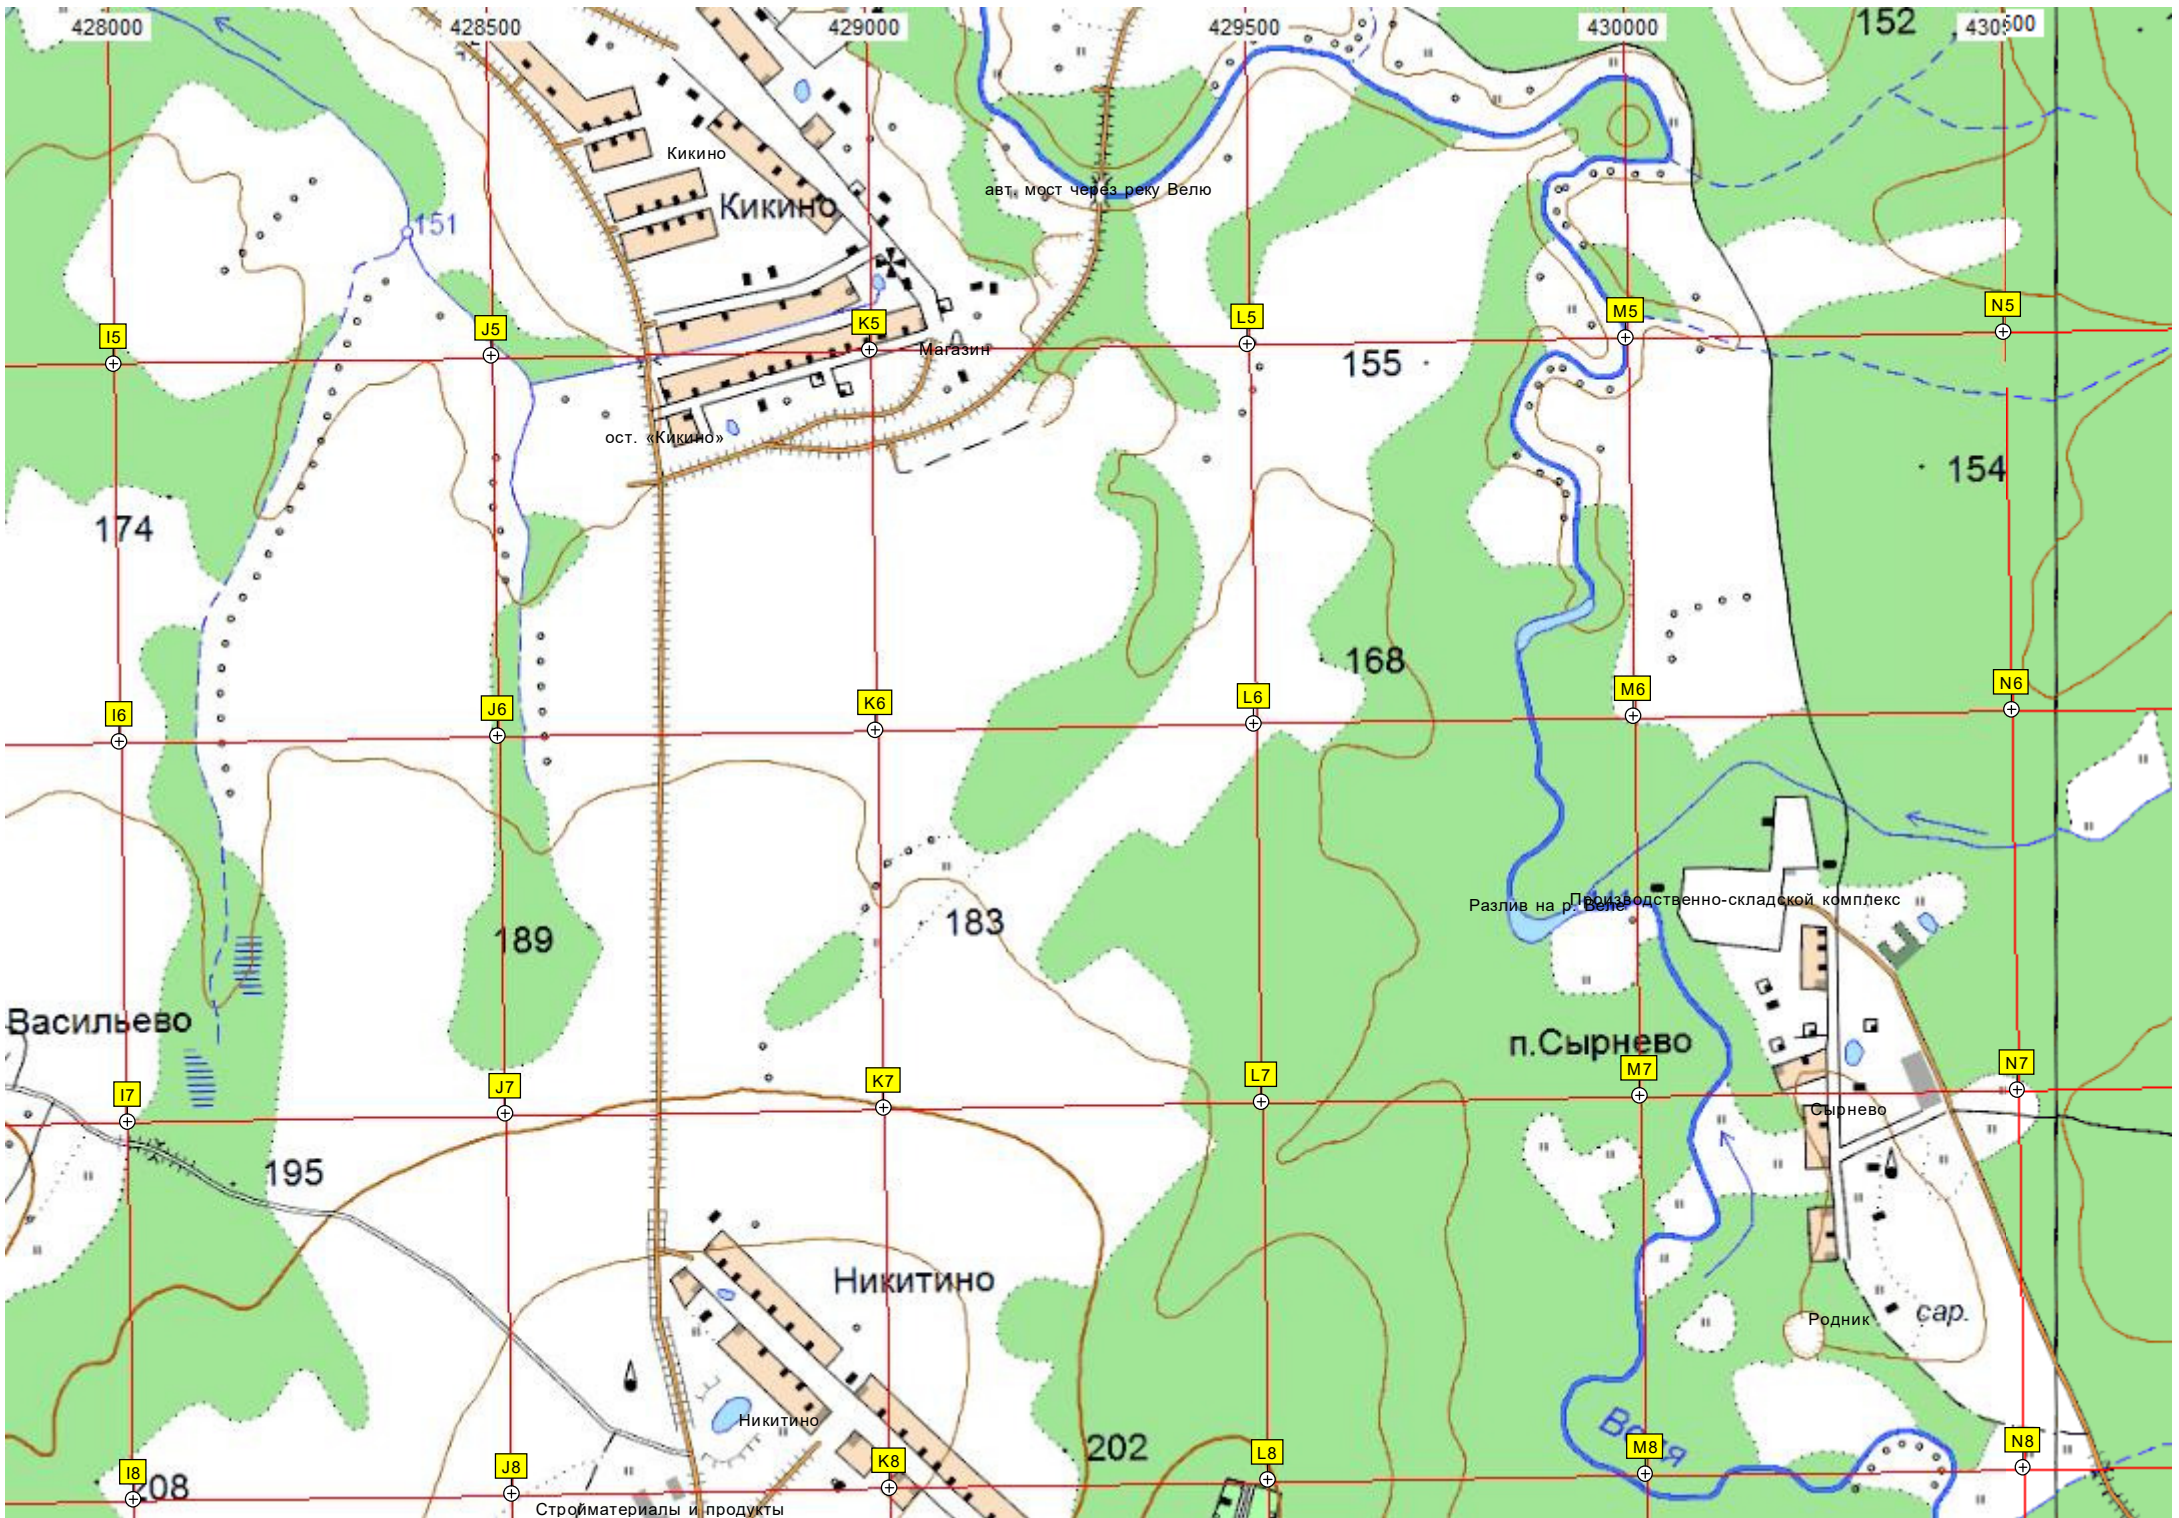 428000 428500 429000 429500 430000 430500
152
Кикино
151
Кикино
авт. мост через реку Велю
I5 J5 K5 L5 M5 N5
Магазин
155
ост. «Кикино»
154
174
168
I6 J6 K6 L6 M6 N6
189
183
Разлив на р. Веле
Производственно-складской комплекс
Васильево
п.Сырнево
I7 J7 K7 L7 M7 N7
Сырнево
195
Никитино
сар.
Родник
Никитино
Веля
202
I8 J8 K8 L8 M8 N8
208
Стройматериалы и продукты